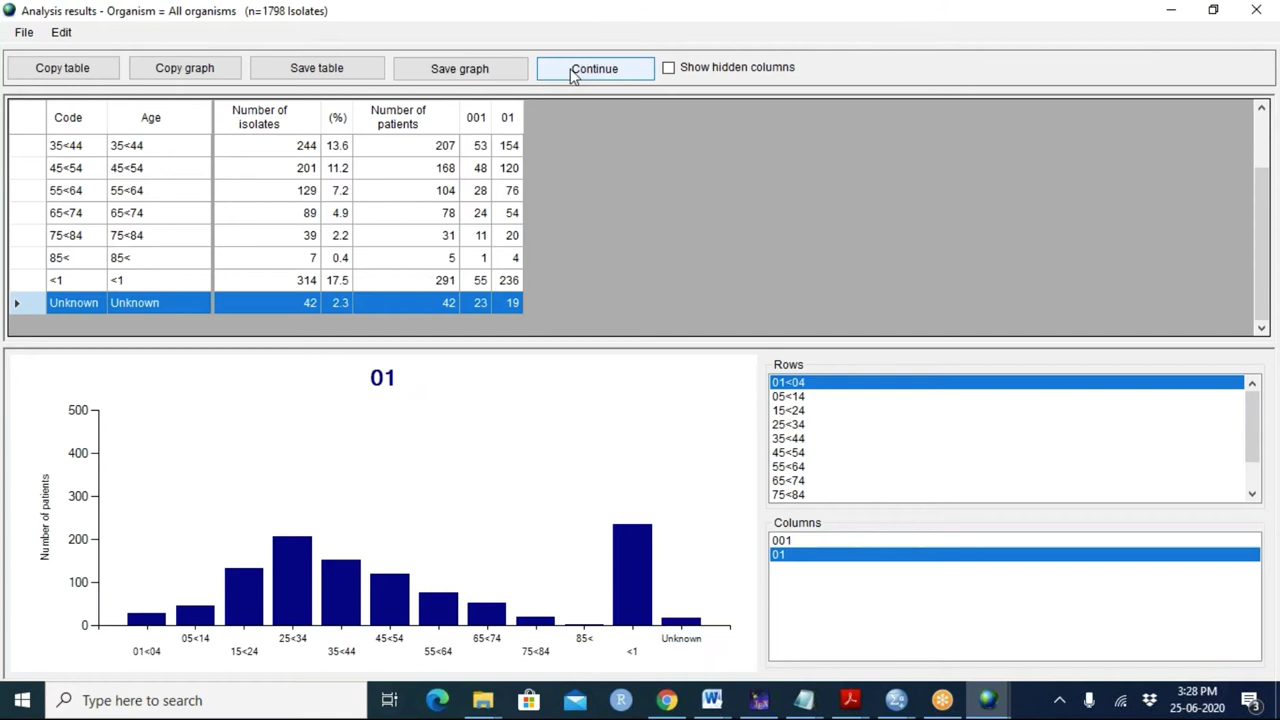 Analysis results - Organism = All organisms   (n=1798 Isolates)
File Edit
Copy table Copy graph Save table Save graph Continue Show hidden columns
Code Age Number of isolates (%) Number of patients 001 01
35<44 35<44 244 13.6 207 53 154
45<54 45<54 201 11.2 168 48 120
55<64 55<64 129 7.2 104 28 76
65<74 65<74 89 4.9 78 24 54
75<84 75<84 39 2.2 31 11 20
85< 85< 7 0.4 5 1 4
<1 <1 314 17.5 291 55 236
Unknown Unknown 42 2.3 42 23 19
01
500
400
300
200
100
0
Number of patients
05<14 25<34 45<54 65<74 85< Unknown
01<04 15<24 35<44 55<64 75<84 <1
Rows
01<04
05<14
15<24
25<34
35<44
45<54
55<64
65<74
75<84
Columns
001
01
Type here to search
3:28 PM
25-06-2020
3